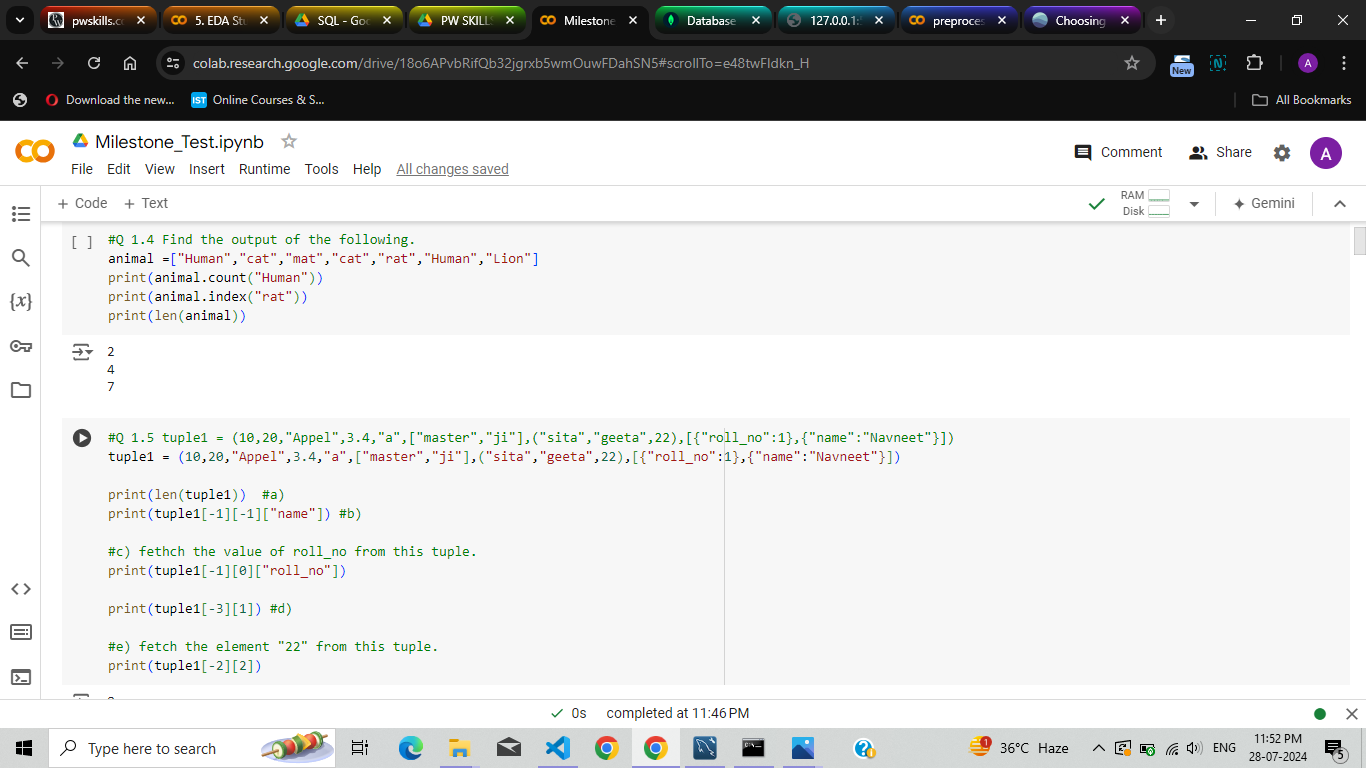 pwskills.c
5. EDA Stu
SQL - Goo
PW SKILL
Milestone
Database
127.0.0.1:
preproces
Choosing
colab.research.google.com/drive/18o6APvbRifQb32jgrxb5wmOuwFDahSN5#scrollTo=e48twFldkn_H
New
A
Download the new...
IST
Online Courses & S...
All Bookmarks
Milestone_Test.ipynb
Comment
Share
A
File Edit View Insert Runtime Tools Help All changes saved
+ Code + Text
RAM
Disk
Gemini
[ ] #Q 1.4 Find the output of the following.
animal =["Human","cat","mat","cat","rat","Human","Lion"]
print(animal.count("Human"))
print(animal.index("rat"))
print(len(animal))
2
4
7
{x}
#Q 1.5 tuple1 = (10,20,"Appel",3.4,"a",["master","ji"],("sita","geeta",22),[{"roll_no":1},{"name":"Navneet"}])
tuple1 = (10,20,"Appel",3.4,"a",["master","ji"],("sita","geeta",22),[{"roll_no":1},{"name":"Navneet"}])
print(len(tuple1))  #a)
print(tuple1[-1][-1]["name"]) #b)
#c) fethch the value of roll_no from this tuple.
print(tuple1[-1][0]["roll_no"])
print(tuple1[-3][1]) #d)
#e) fetch the element "22" from this tuple.
print(tuple1[-2][2])
0s completed at 11:46 PM
Type here to search
1
36°C Haze
ENG
11:52 PM
28-07-2024
5